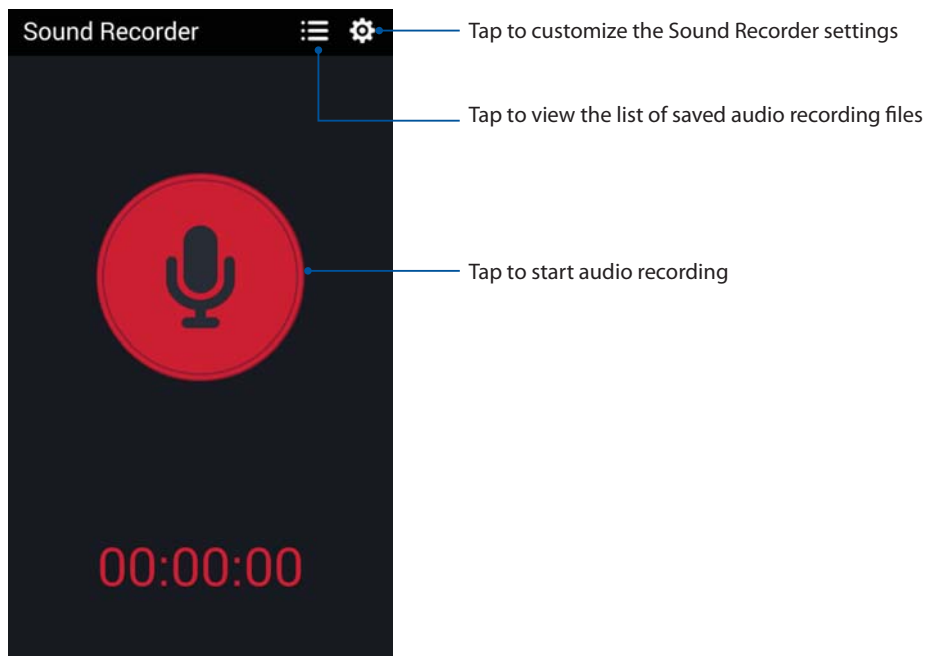 Sound Recorder
Tap to customize the Sound Recorder settings
Tap to view the list of saved audio recording files
Tap to start audio recording
00:00:00